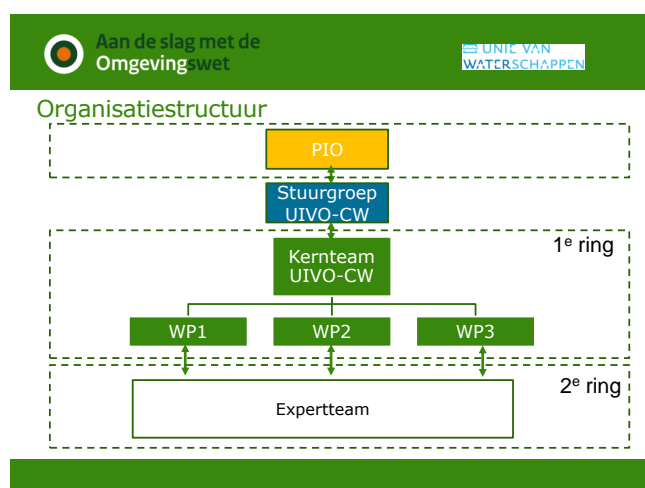 Aan de slag met de
Omgevingswet
UNIE VAN
WATERSCHAPPEN
Organisatiestructuur
PIO
Stuurgroep
UIVO-CW
1e ring
Kernteam
UIVO-CW
WP1 WP2 WP3
2e ring
Expertteam